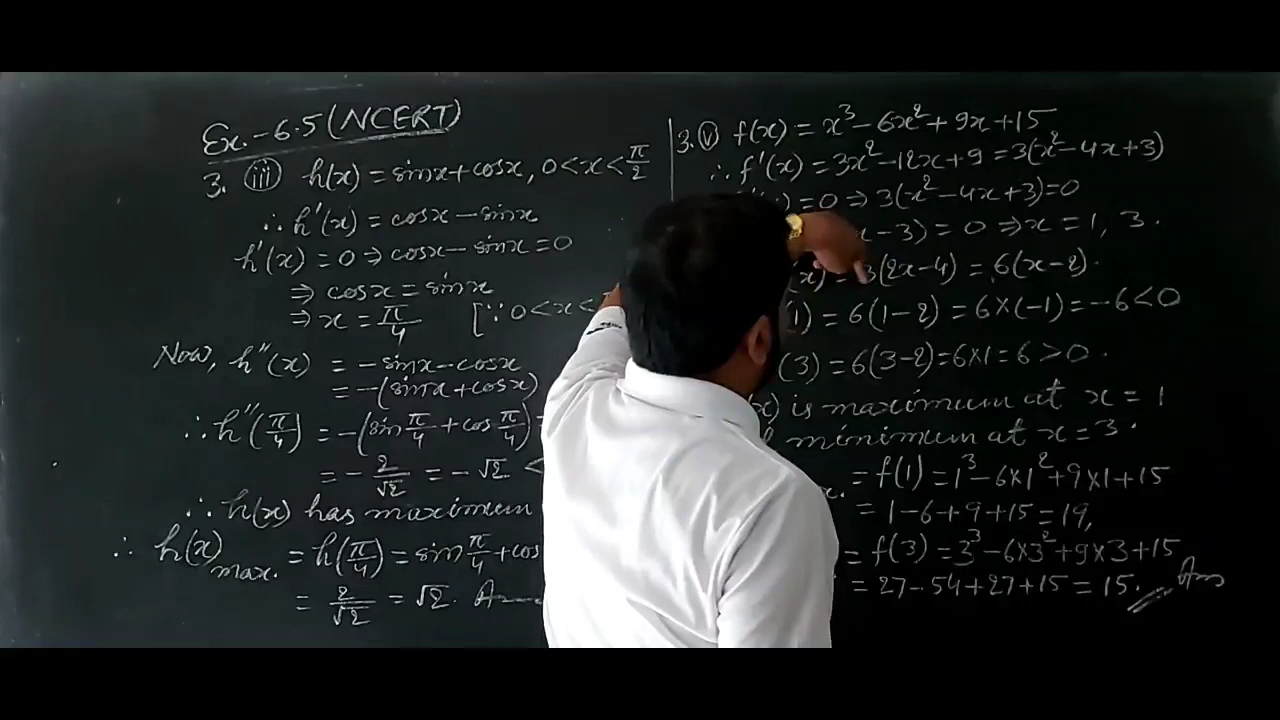 Ex.-6.5 (NCERT)
3. (iii) h(x) = sinx + cosx, 0 < x < π/2
∴ h'(x) = cosx - sinx
h'(x) = 0 ⇒ cosx - sinx = 0
⇒ cosx = sinx
⇒ x = π/4 [∵ 0 < x <
Now, h''(x) = -sinx - cosx
= -(sinx + cosx)
∴ h''(π/4) = -(sin π/4 + cos π/4)
= - 2/√2 = -√2 <
∴ h(x) has maximum
∴ h(x)max. = h(π/4) = sin π/4 + cos
= 2/√2 = √2. Ans
3. (v) f(x) = x³ - 6x² + 9x + 15
∴ f'(x) = 3x² - 12x + 9 = 3(x² - 4x + 3)
= 0 ⇒ 3(x² - 4x + 3) = 0
x - 3) = 0 ⇒ x = 1, 3.
(x) = 3(2x - 4) = 6(x - 2).
(1) = 6(1 - 2) = 6 × (-1) = -6 < 0
(3) = 6(3 - 2) = 6 × 1 = 6 > 0.
(x) is maximum at x = 1
minimum at x = 3.
= f(1) = 1³ - 6×1² + 9×1 + 15
= 1 - 6 + 9 + 15 = 19,
= f(3) = 3³ - 6×3² + 9×3 + 15
= 27 - 54 + 27 + 15 = 15. Ans